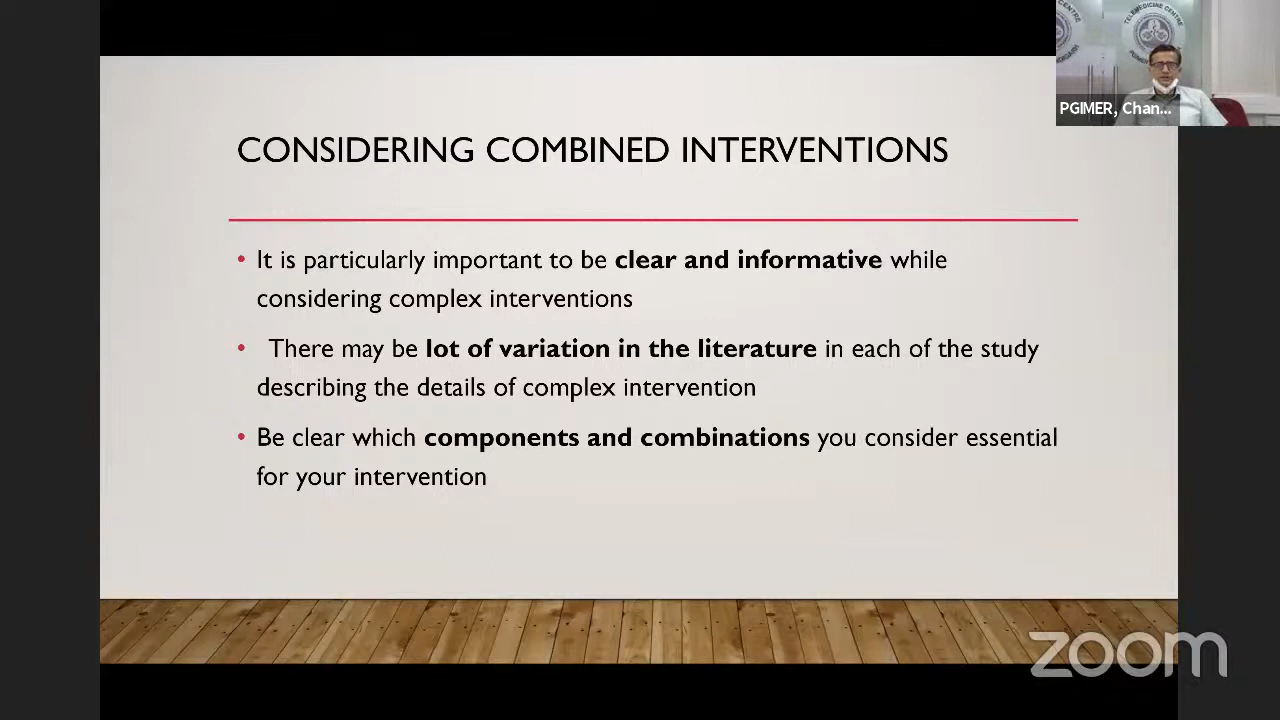 TELEMEDICINE CENTRE
PGIMER, Chan...
CONSIDERING COMBINED INTERVENTIONS
• It is particularly important to be clear and informative while
considering complex interventions
• There may be lot of variation in the literature in each of the study
describing the details of complex intervention
• Be clear which components and combinations you consider essential
for your intervention
zoom